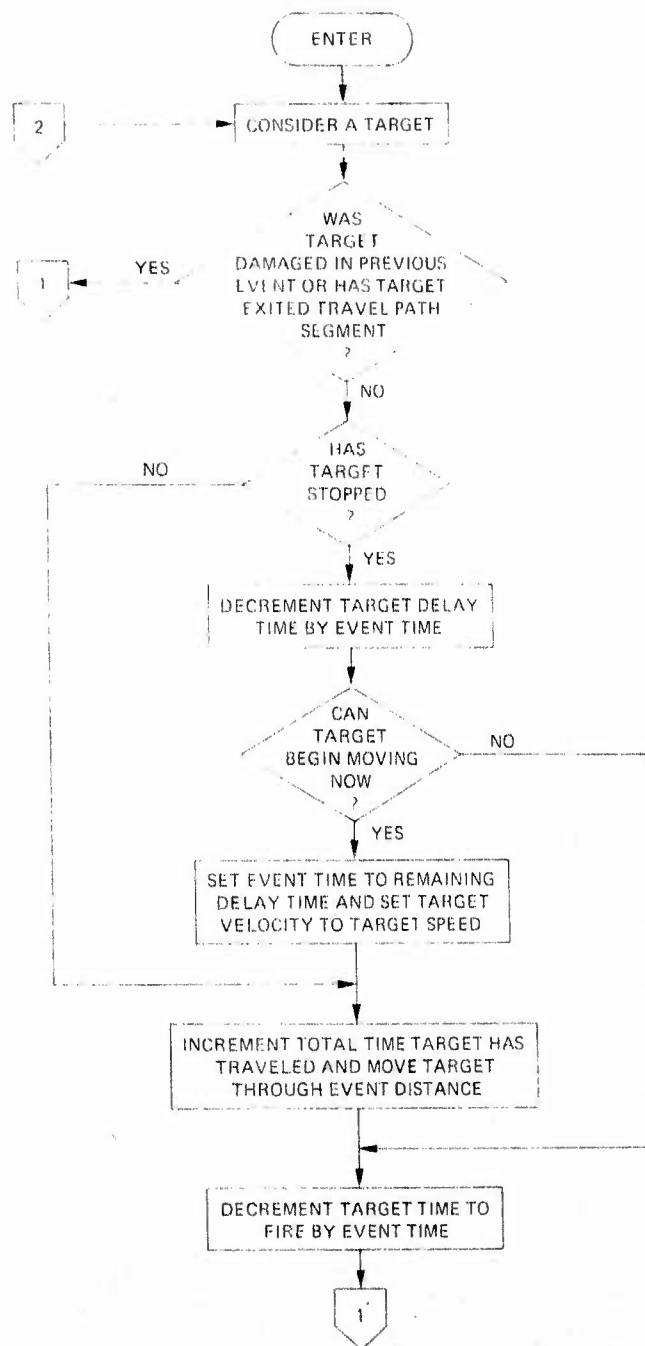 ENTER
2
CONSIDER A TARGET
WAS
TARGET
DAMAGED IN PREVIOUS
EVENT OR HAS TARGET
EXITED TRAVEL PATH
SEGMENT
?
YES
1
NO
HAS
TARGET
STOPPED
?
NO
YES
DECREMENT TARGET DELAY
TIME BY EVENT TIME
CAN
TARGET
BEGIN MOVING
NOW
?
NO
YES
SET EVENT TIME TO REMAINING
DELAY TIME AND SET TARGET
VELOCITY TO TARGET SPEED
INCREMENT TOTAL TIME TARGET HAS
TRAVELED AND MOVE TARGET
THROUGH EVENT DISTANCE
DECREMENT TARGET TIME TO
FIRE BY EVENT TIME
1